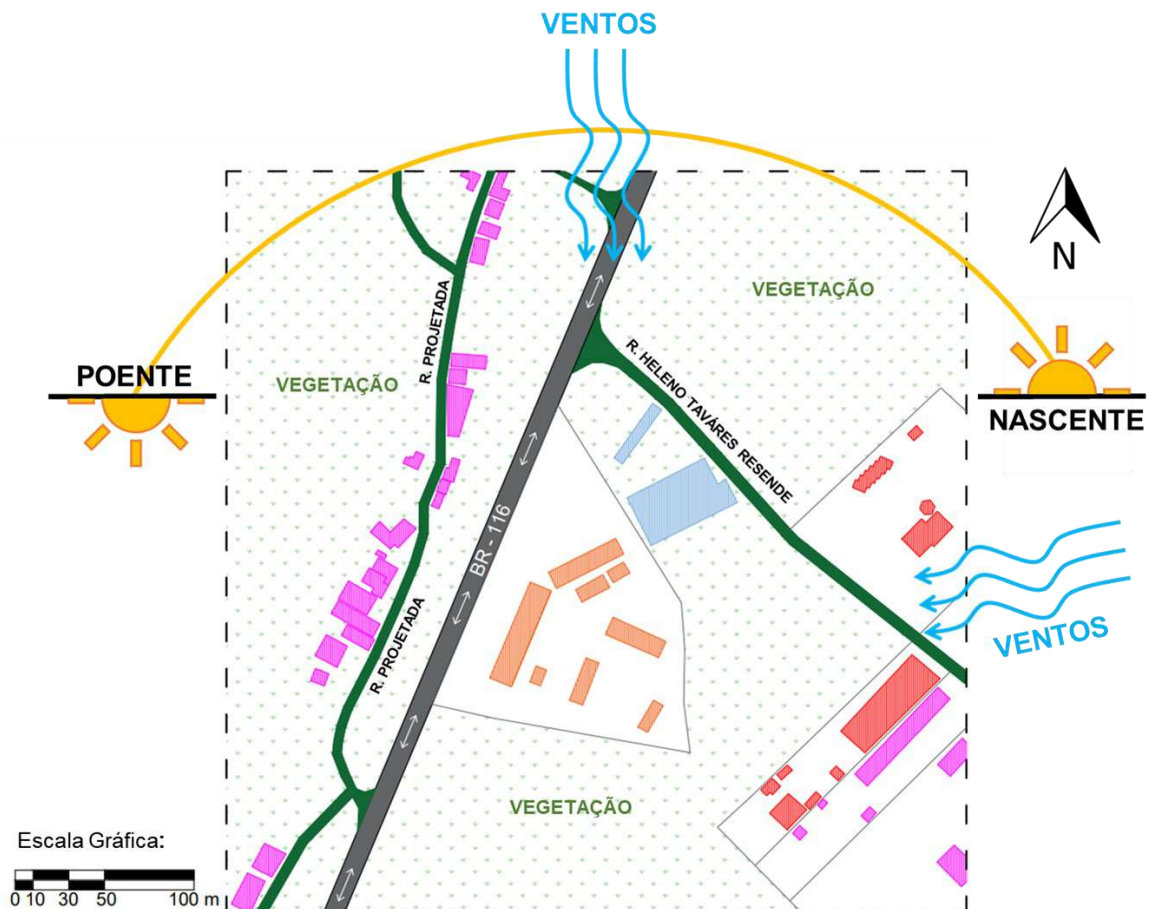 VENTOS
N
VEGETAÇÃO
R. PROJETADA
R. HELENO TAVÁRES RESENDE
POENTE
VEGETAÇÃO
NASCENTE
BR - 116
VENTOS
R. PROJETADA
VEGETAÇÃO
Escala Gráfica:
0 10 30 50 100 m